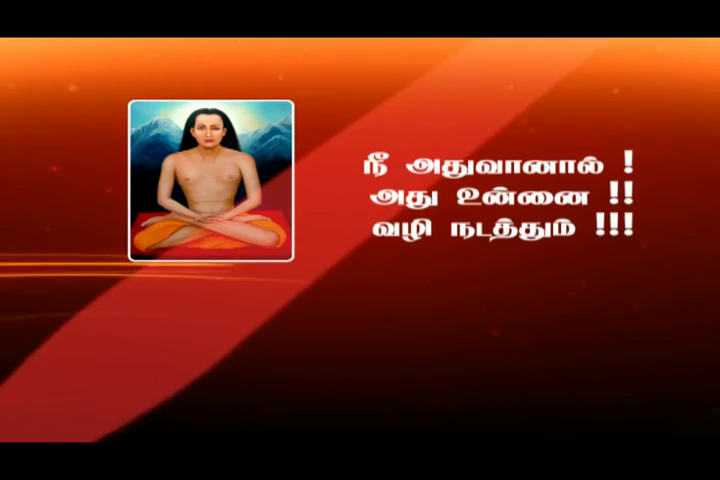 நீ அதுவானால் !
அது உன்னை !!
வழி நடத்தும் !!!